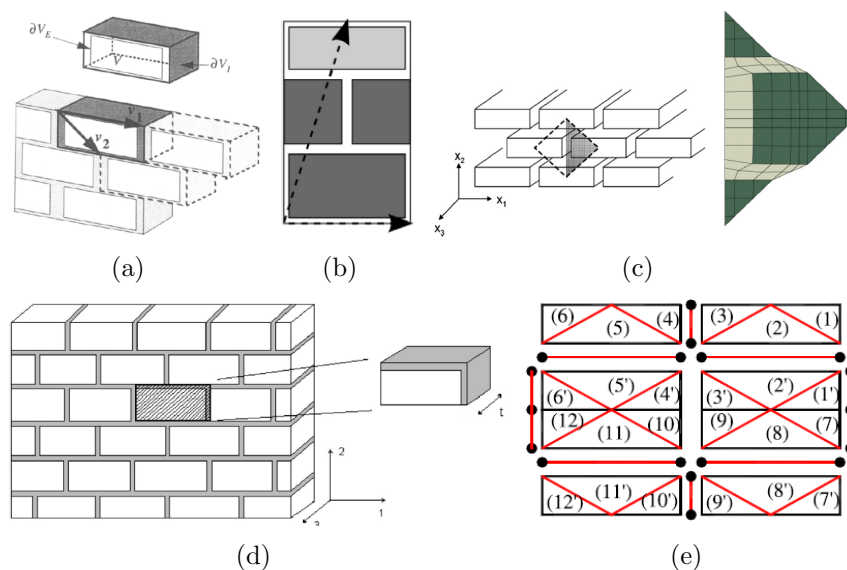 ∂V_E
V
∂V_I
v_1
v_2
x_2
x_1
x_3
(a)
(b)
(c)
2
1
3
t
(6)
(5)
(4)
(3)
(2)
(1)
(6')
(5')
(4')
(3')
(2')
(1')
(12)
(11)
(10)
(9)
(8)
(7)
(12')
(11')
(10')
(9')
(8')
(7')
(d)
(e)